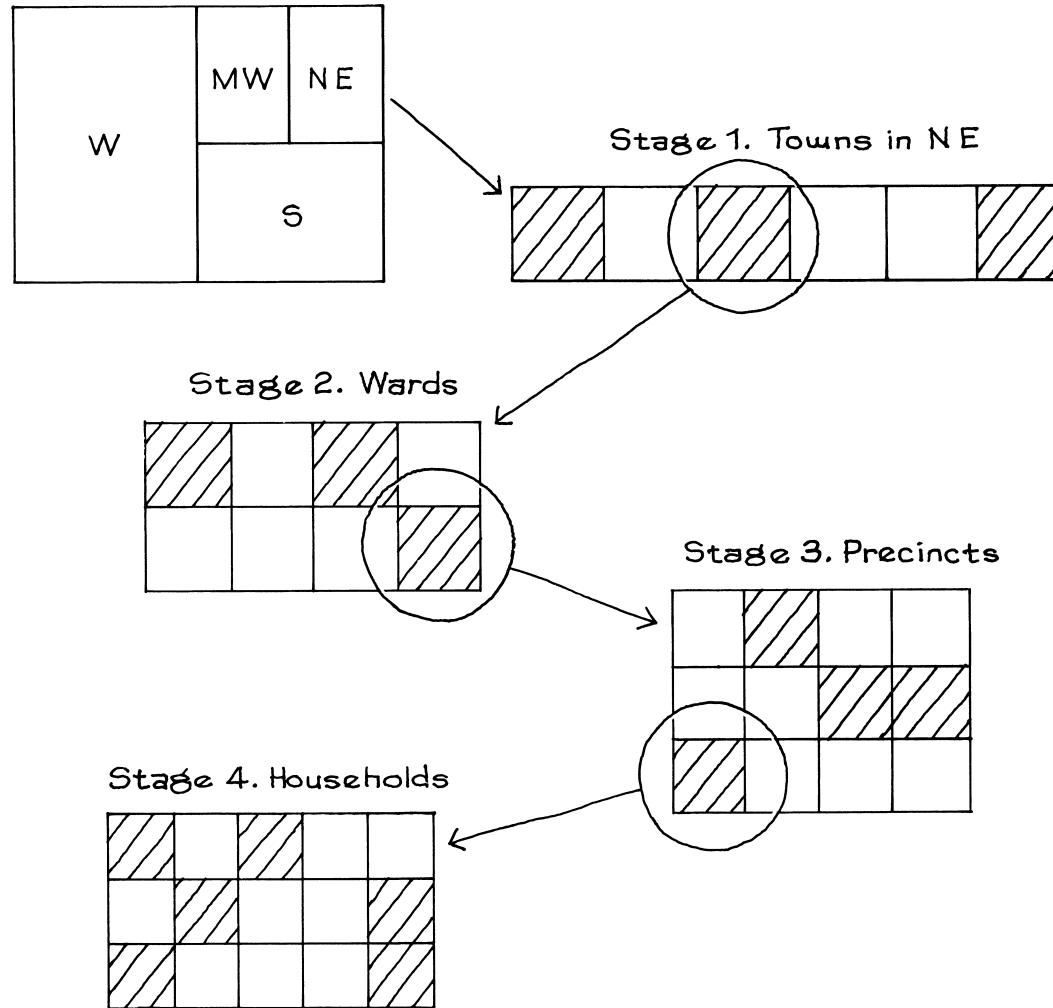 MW NE
W
S
Stage 1. Towns in NE
Stage 2. Wards
Stage 3. Precincts
Stage 4. Households